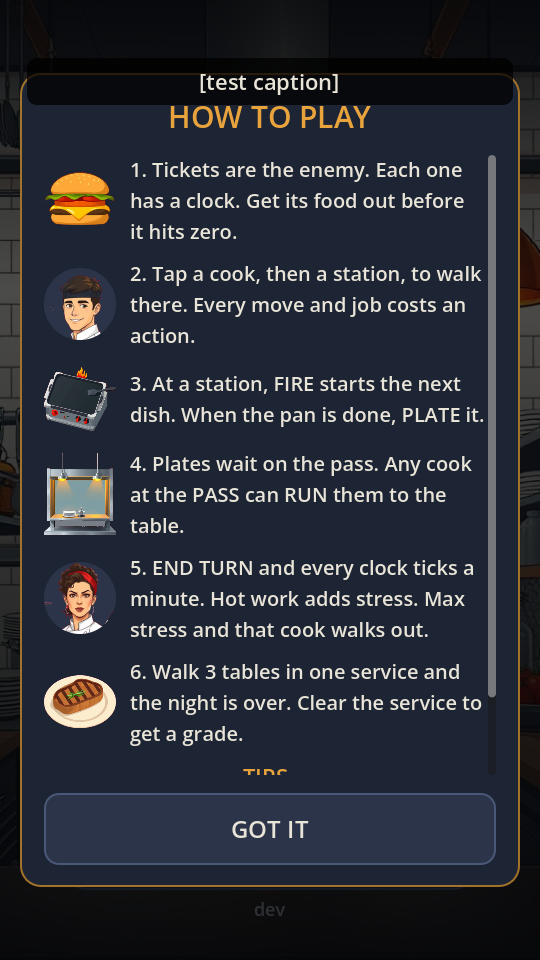 [test caption]
HOW TO PLAY
1. Tickets are the enemy. Each one
has a clock. Get its food out before
it hits zero.
2. Tap a cook, then a station, to walk
there. Every move and job costs an
action.
3. At a station, FIRE starts the next
dish. When the pan is done, PLATE it.
4. Plates wait on the pass. Any cook
at the PASS can RUN them to the
table.
5. END TURN and every clock ticks a
minute. Hot work adds stress. Max
stress and that cook walks out.
6. Walk 3 tables in one service and
the night is over. Clear the service to
get a grade.
TIPS
GOT IT
dev